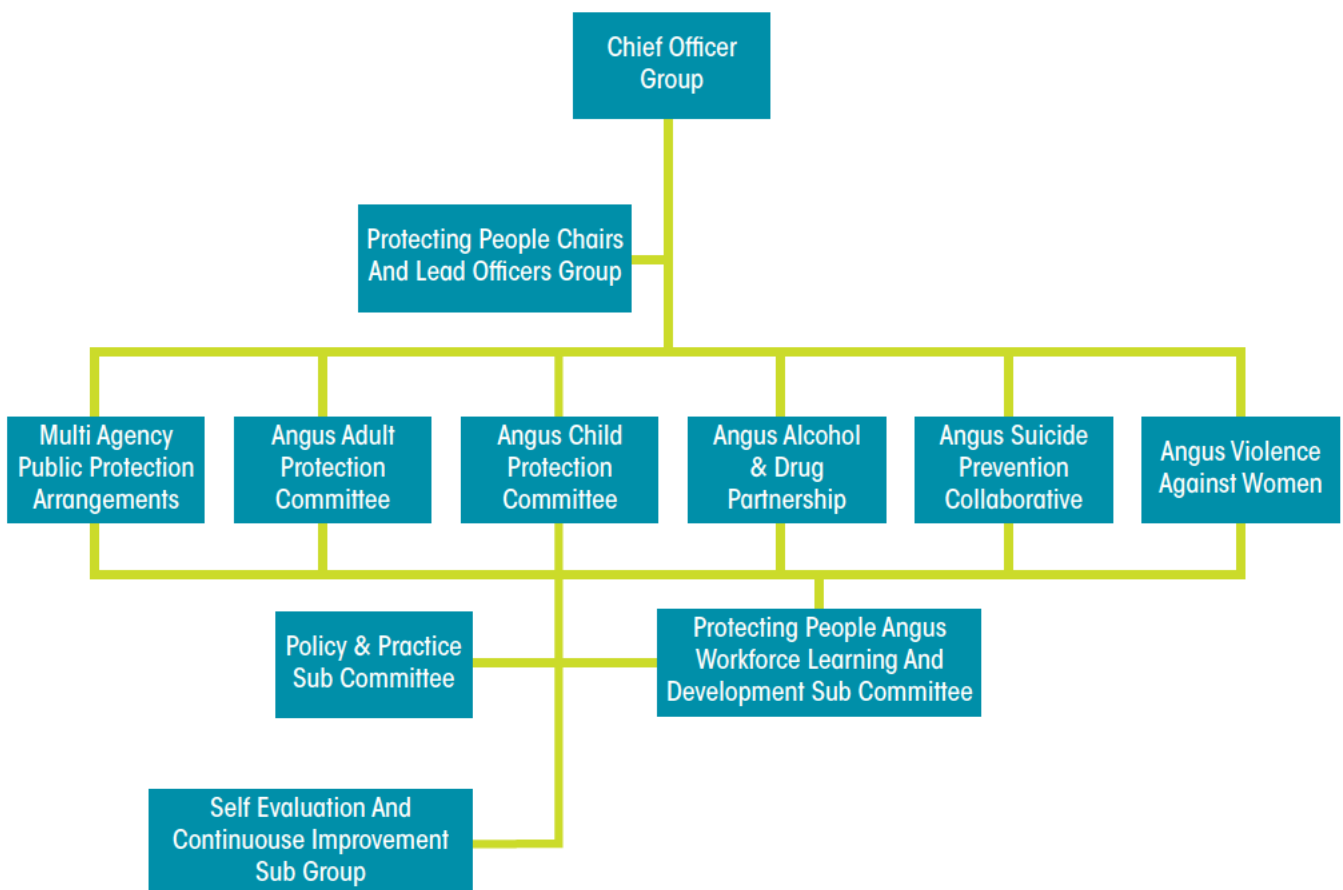 Chief Officer
Group
Protecting People Chairs
And Lead Officers Group
Multi Agency
Public Protection
Arrangements
Angus Adult
Protection
Committee
Angus Child
Protection
Committee
Angus Alcohol
& Drug
Partnership
Angus Suicide
Prevention
Collaborative
Angus Violence
Against Women
Policy & Practice
Sub Committee
Protecting People Angus
Workforce Learning And
Development Sub Committee
Self Evaluation And
Continuouse Improvement
Sub Group